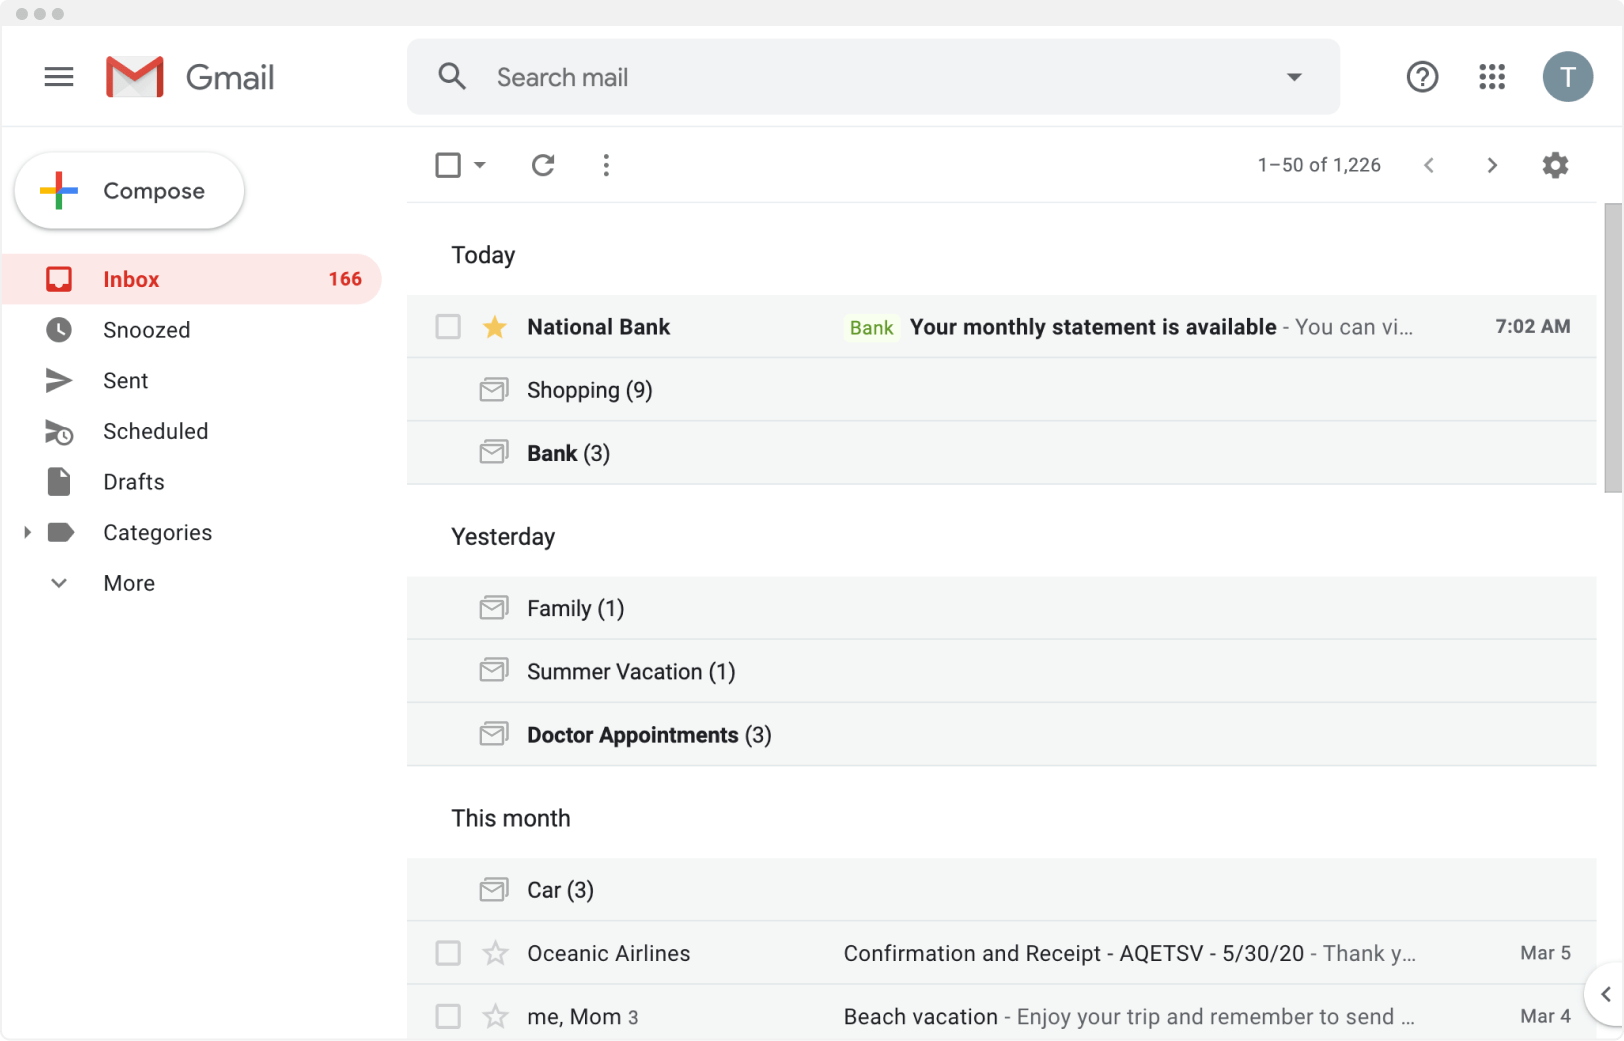 Gmail
Search mail
T
Compose
1–50 of 1,226
Inbox 166
Snoozed
Sent
Scheduled
Drafts
Categories
More
Today
National Bank Bank Your monthly statement is available - You can vi... 7:02 AM
Shopping (9)
Bank (3)
Yesterday
Family (1)
Summer Vacation (1)
Doctor Appointments (3)
This month
Car (3)
Oceanic Airlines Confirmation and Receipt - AQETSV - 5/30/20 - Thank y... Mar 5
me, Mom 3 Beach vacation - Enjoy your trip and remember to send ... Mar 4